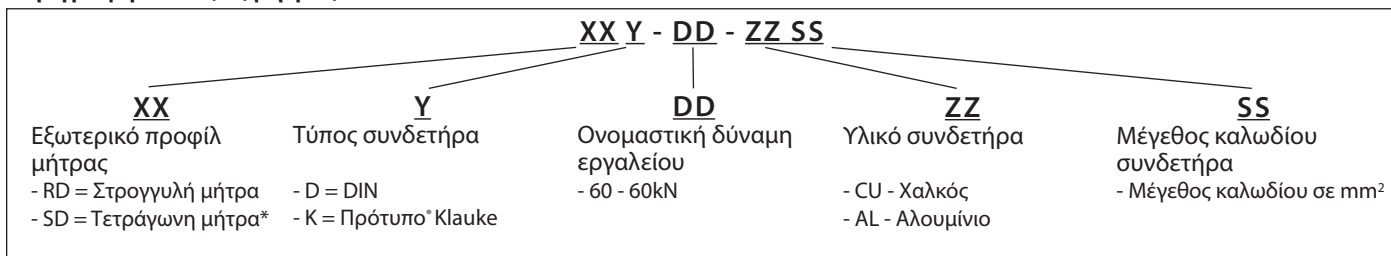 XX Y - DD - ZZ SS
XX
Εξωτερικό προφίλ
μήτρας
- RD = Στρογγυλή μήτρα
- SD = Τετράγωνη μήτρα*
Y
Τύπος συνδετήρα
- D = DIN
- K = Πρότυπο* Klauke
DD
Ονομαστική δύναμη
εργαλείου
- 60 - 60kN
ZZ
Υλικό συνδετήρα
- CU - Χαλκός
- AL - Αλουμίνιο
SS
Μέγεθος καλωδίου
συνδετήρα
- Μέγεθος καλωδίου σε mm²